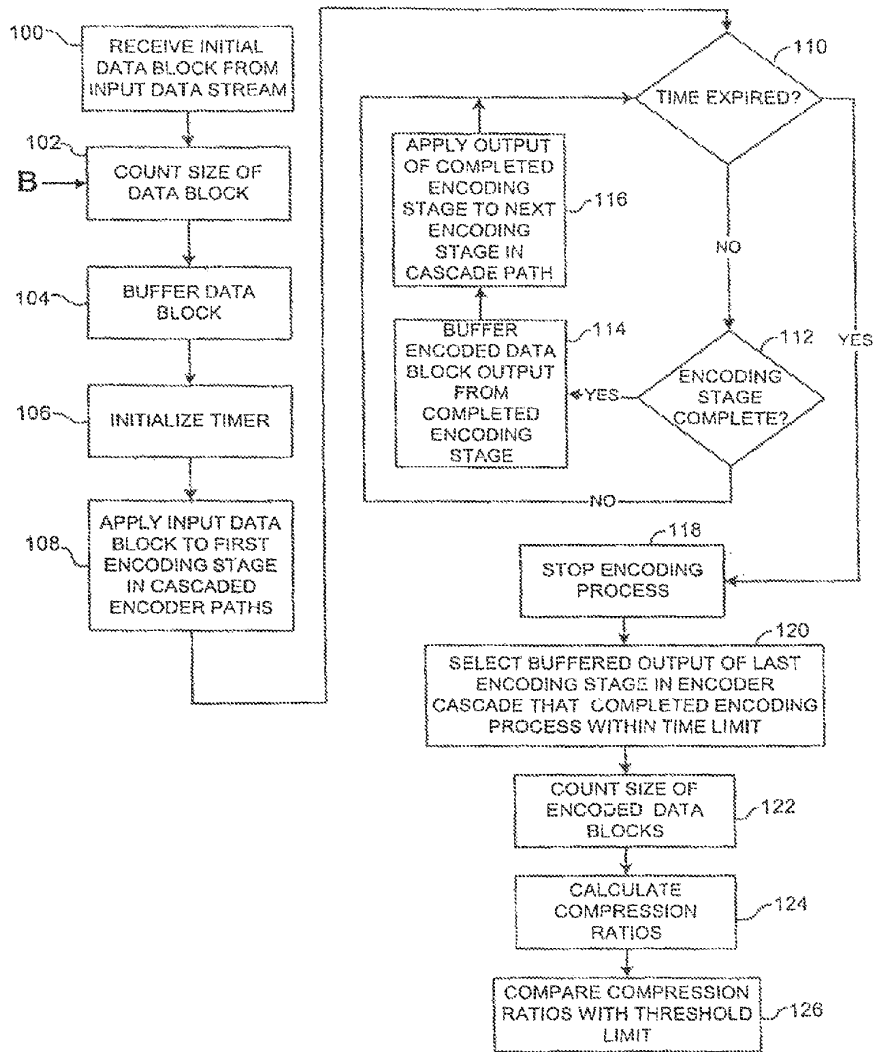 100
RECEIVE INITIAL
DATA BLOCK FROM
INPUT DATA STREAM
102
B
COUNT SIZE OF
DATA BLOCK
104
BUFFER DATA
BLOCK
106
INITIALIZE TIMER
108
APPLY INPUT DATA
BLOCK TO FIRST
ENCODING STAGE
IN CASCADED
ENCODER PATHS
110
TIME EXPIRED?
APPLY OUTPUT
OF COMPLETED
ENCODING
STAGE TO NEXT
ENCODING
STAGE IN
CASCADE PATH
116
NO
YES
112
ENCODING
STAGE
COMPLETE?
YES
114
BUFFER
ENCODED DATA
BLOCK OUTPUT
FROM
COMPLETED
ENCODING
STAGE
NO
118
STOP ENCODING
PROCESS
120
SELECT BUFFERED OUTPUT OF LAST
ENCODING STAGE IN ENCODER
CASCADE THAT COMPLETED ENCODING
PROCESS WITHIN TIME LIMIT
COUNT SIZE OF
ENCODED DATA
BLOCKS
122
CALCULATE
COMPRESSION
RATIOS
124
COMPARE COMPRESSION
RATIOS WITH THRESHOLD
LIMIT
126